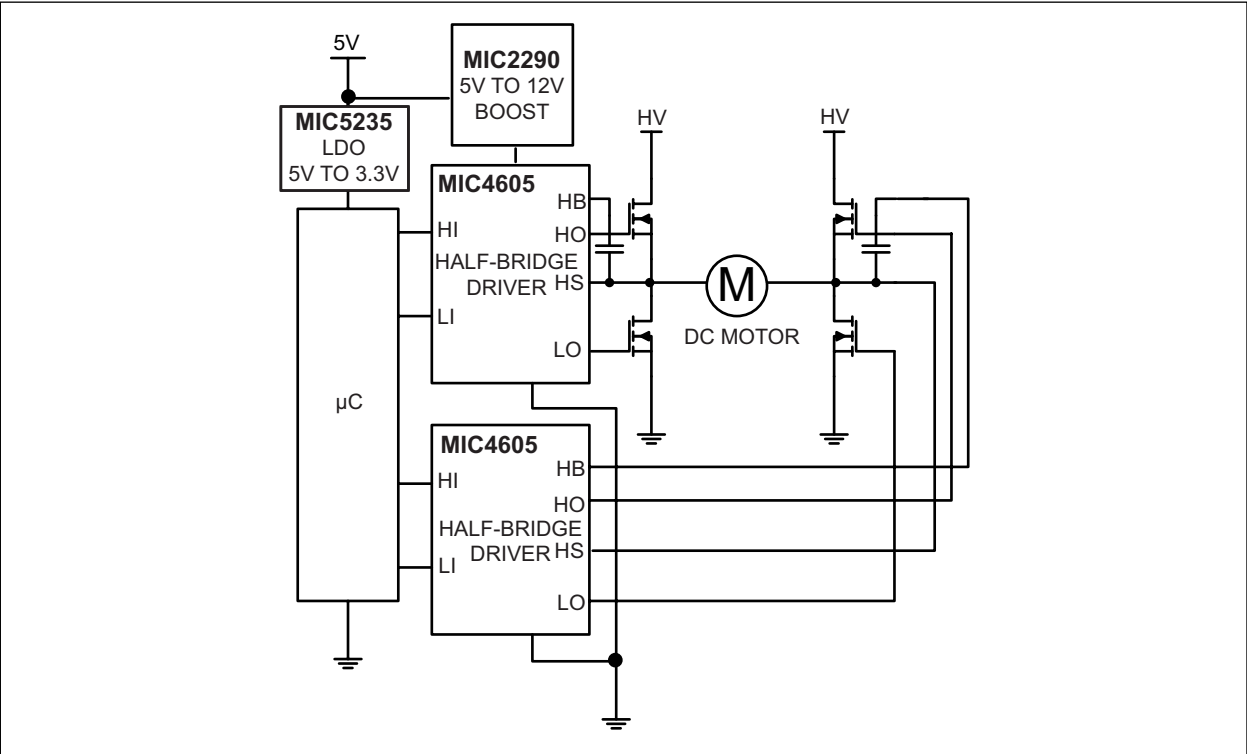 5V
MIC2290
5V TO 12V
BOOST
MIC5235
LDO
5V TO 3.3V
HV
HV
MIC4605
HB
HI
HO
HALF-BRIDGE
DRIVER
HS
LI
LO
M
DC MOTOR
µC
MIC4605
HB
HI
HO
HALF-BRIDGE
DRIVER
HS
LI
LO